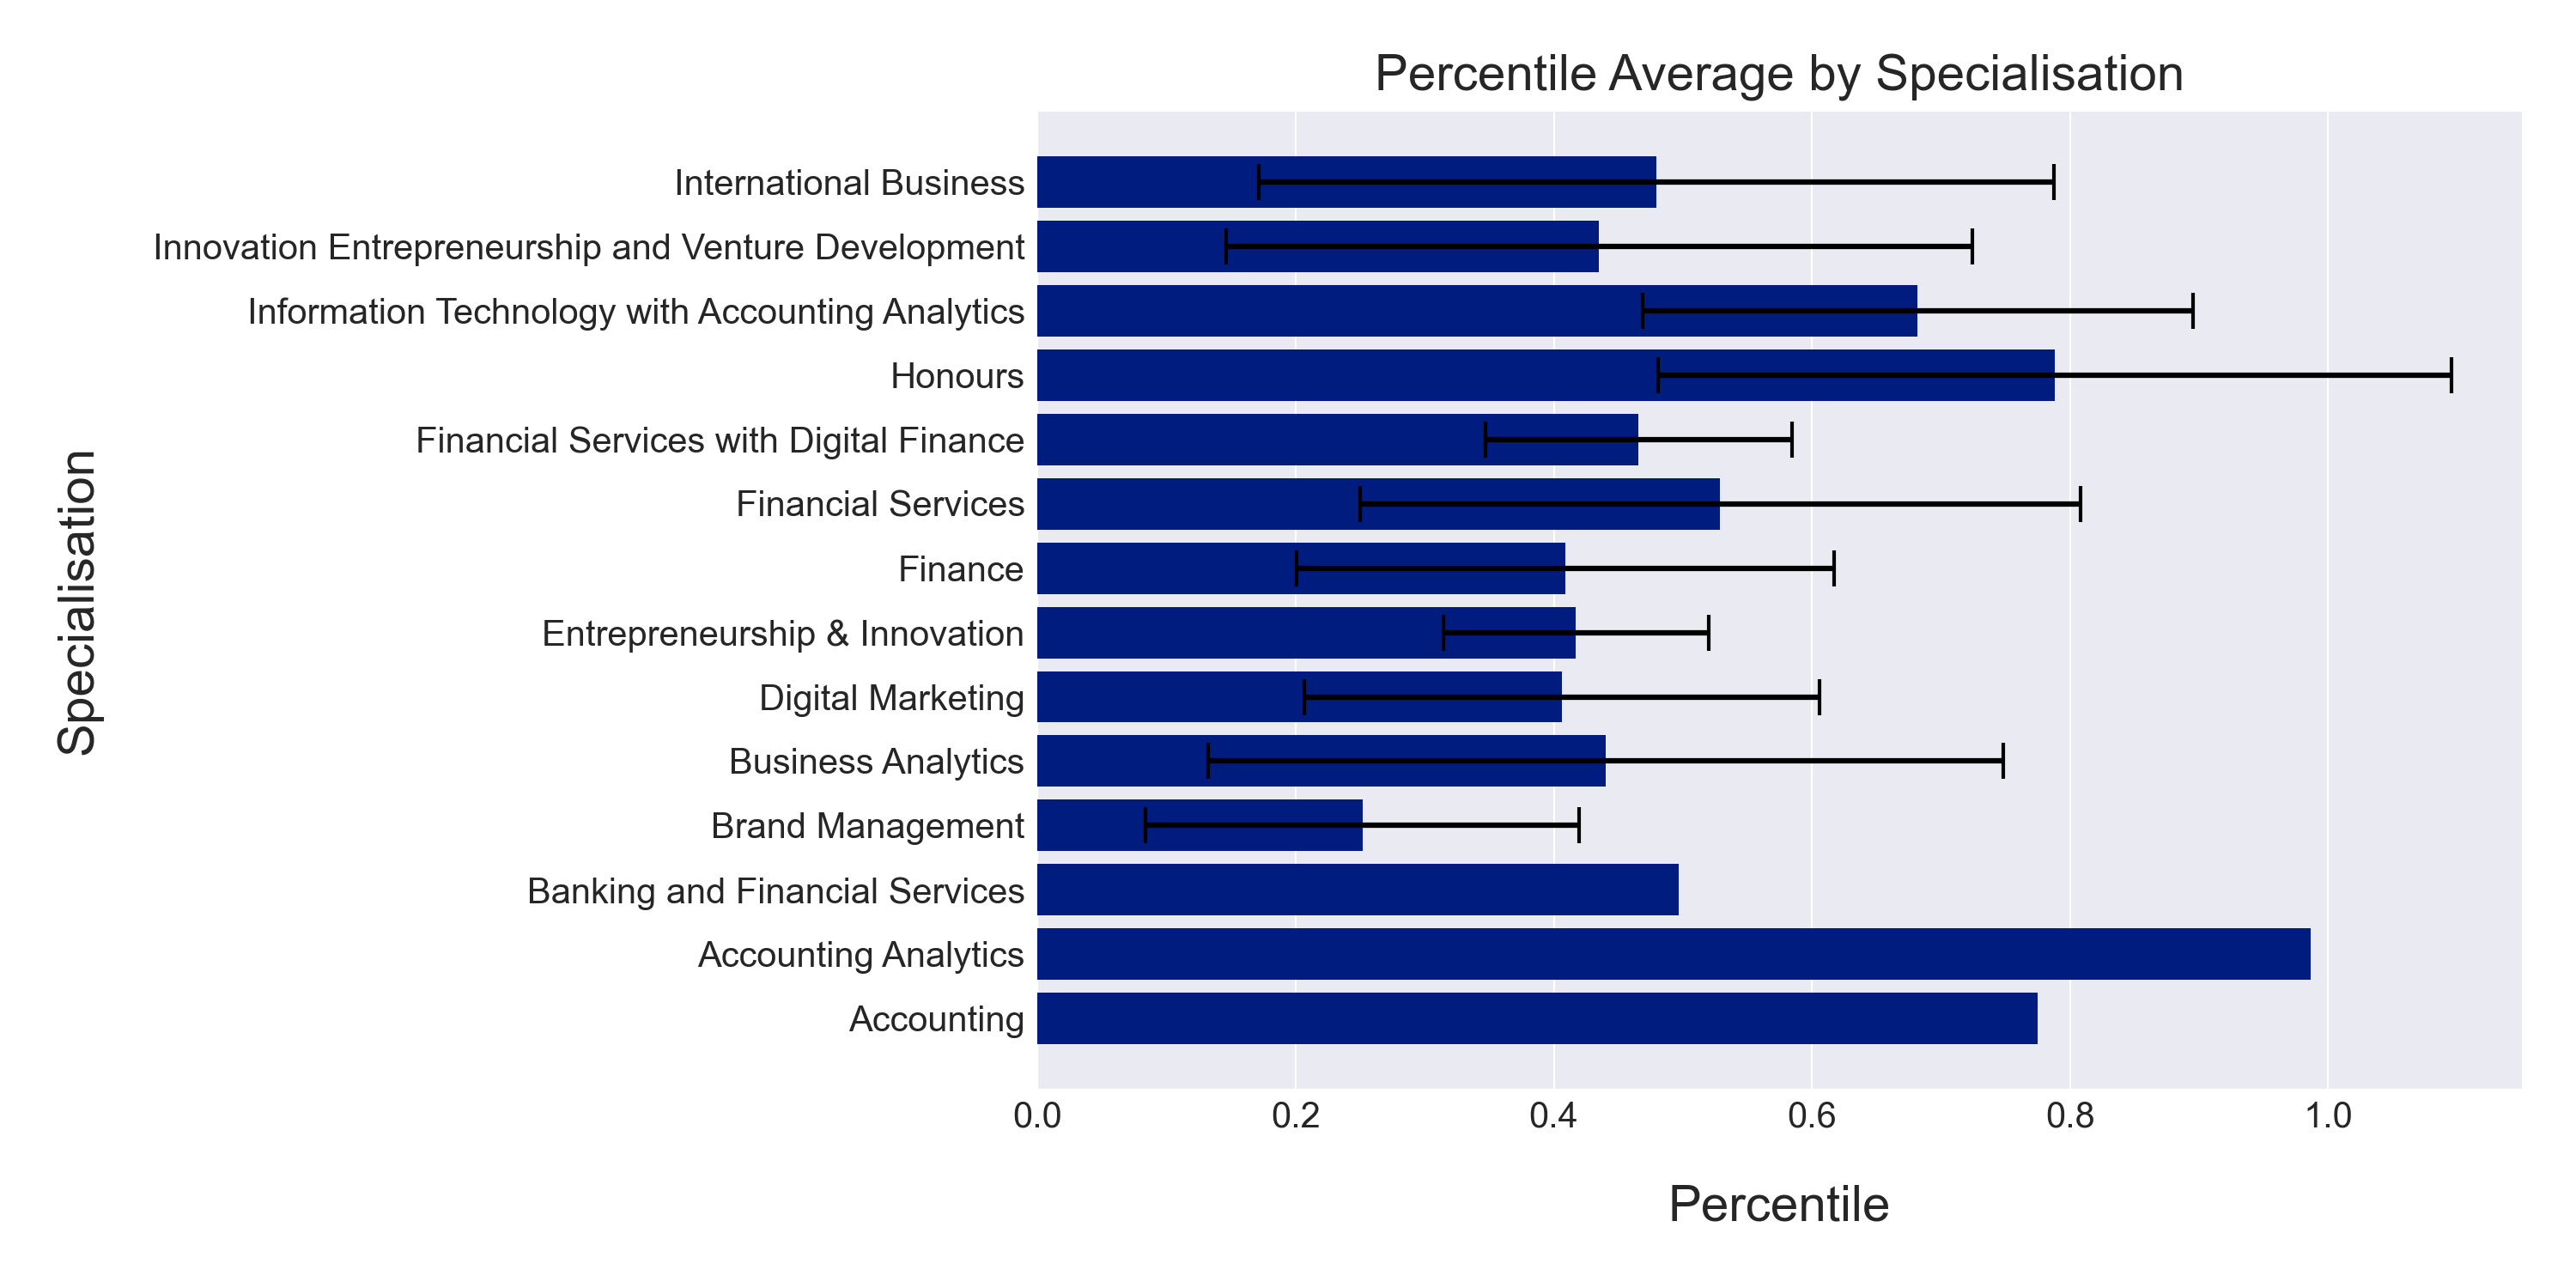 Percentile Average by Specialisation
International Business
Innovation Entrepreneurship and Venture Development
Information Technology with Accounting Analytics
Honours
Financial Services with Digital Finance
Financial Services
Finance
Entrepreneurship & Innovation
Digital Marketing
Business Analytics
Brand Management
Banking and Financial Services
Accounting Analytics
Accounting
Specialisation
0.0 0.2 0.4 0.6 0.8 1.0
Percentile